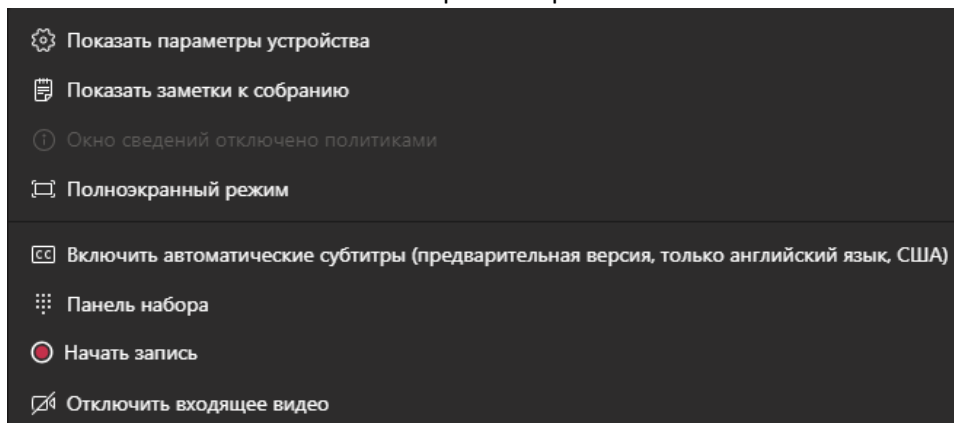 Показать параметры устройства
Показать заметки к собранию
Окно сведений отключено политиками
Полноэкранный режим
CC Включить автоматические субтитры (предварительная версия, только английский язык, США)
Панель набора
Начать запись
Отключить входящее видео